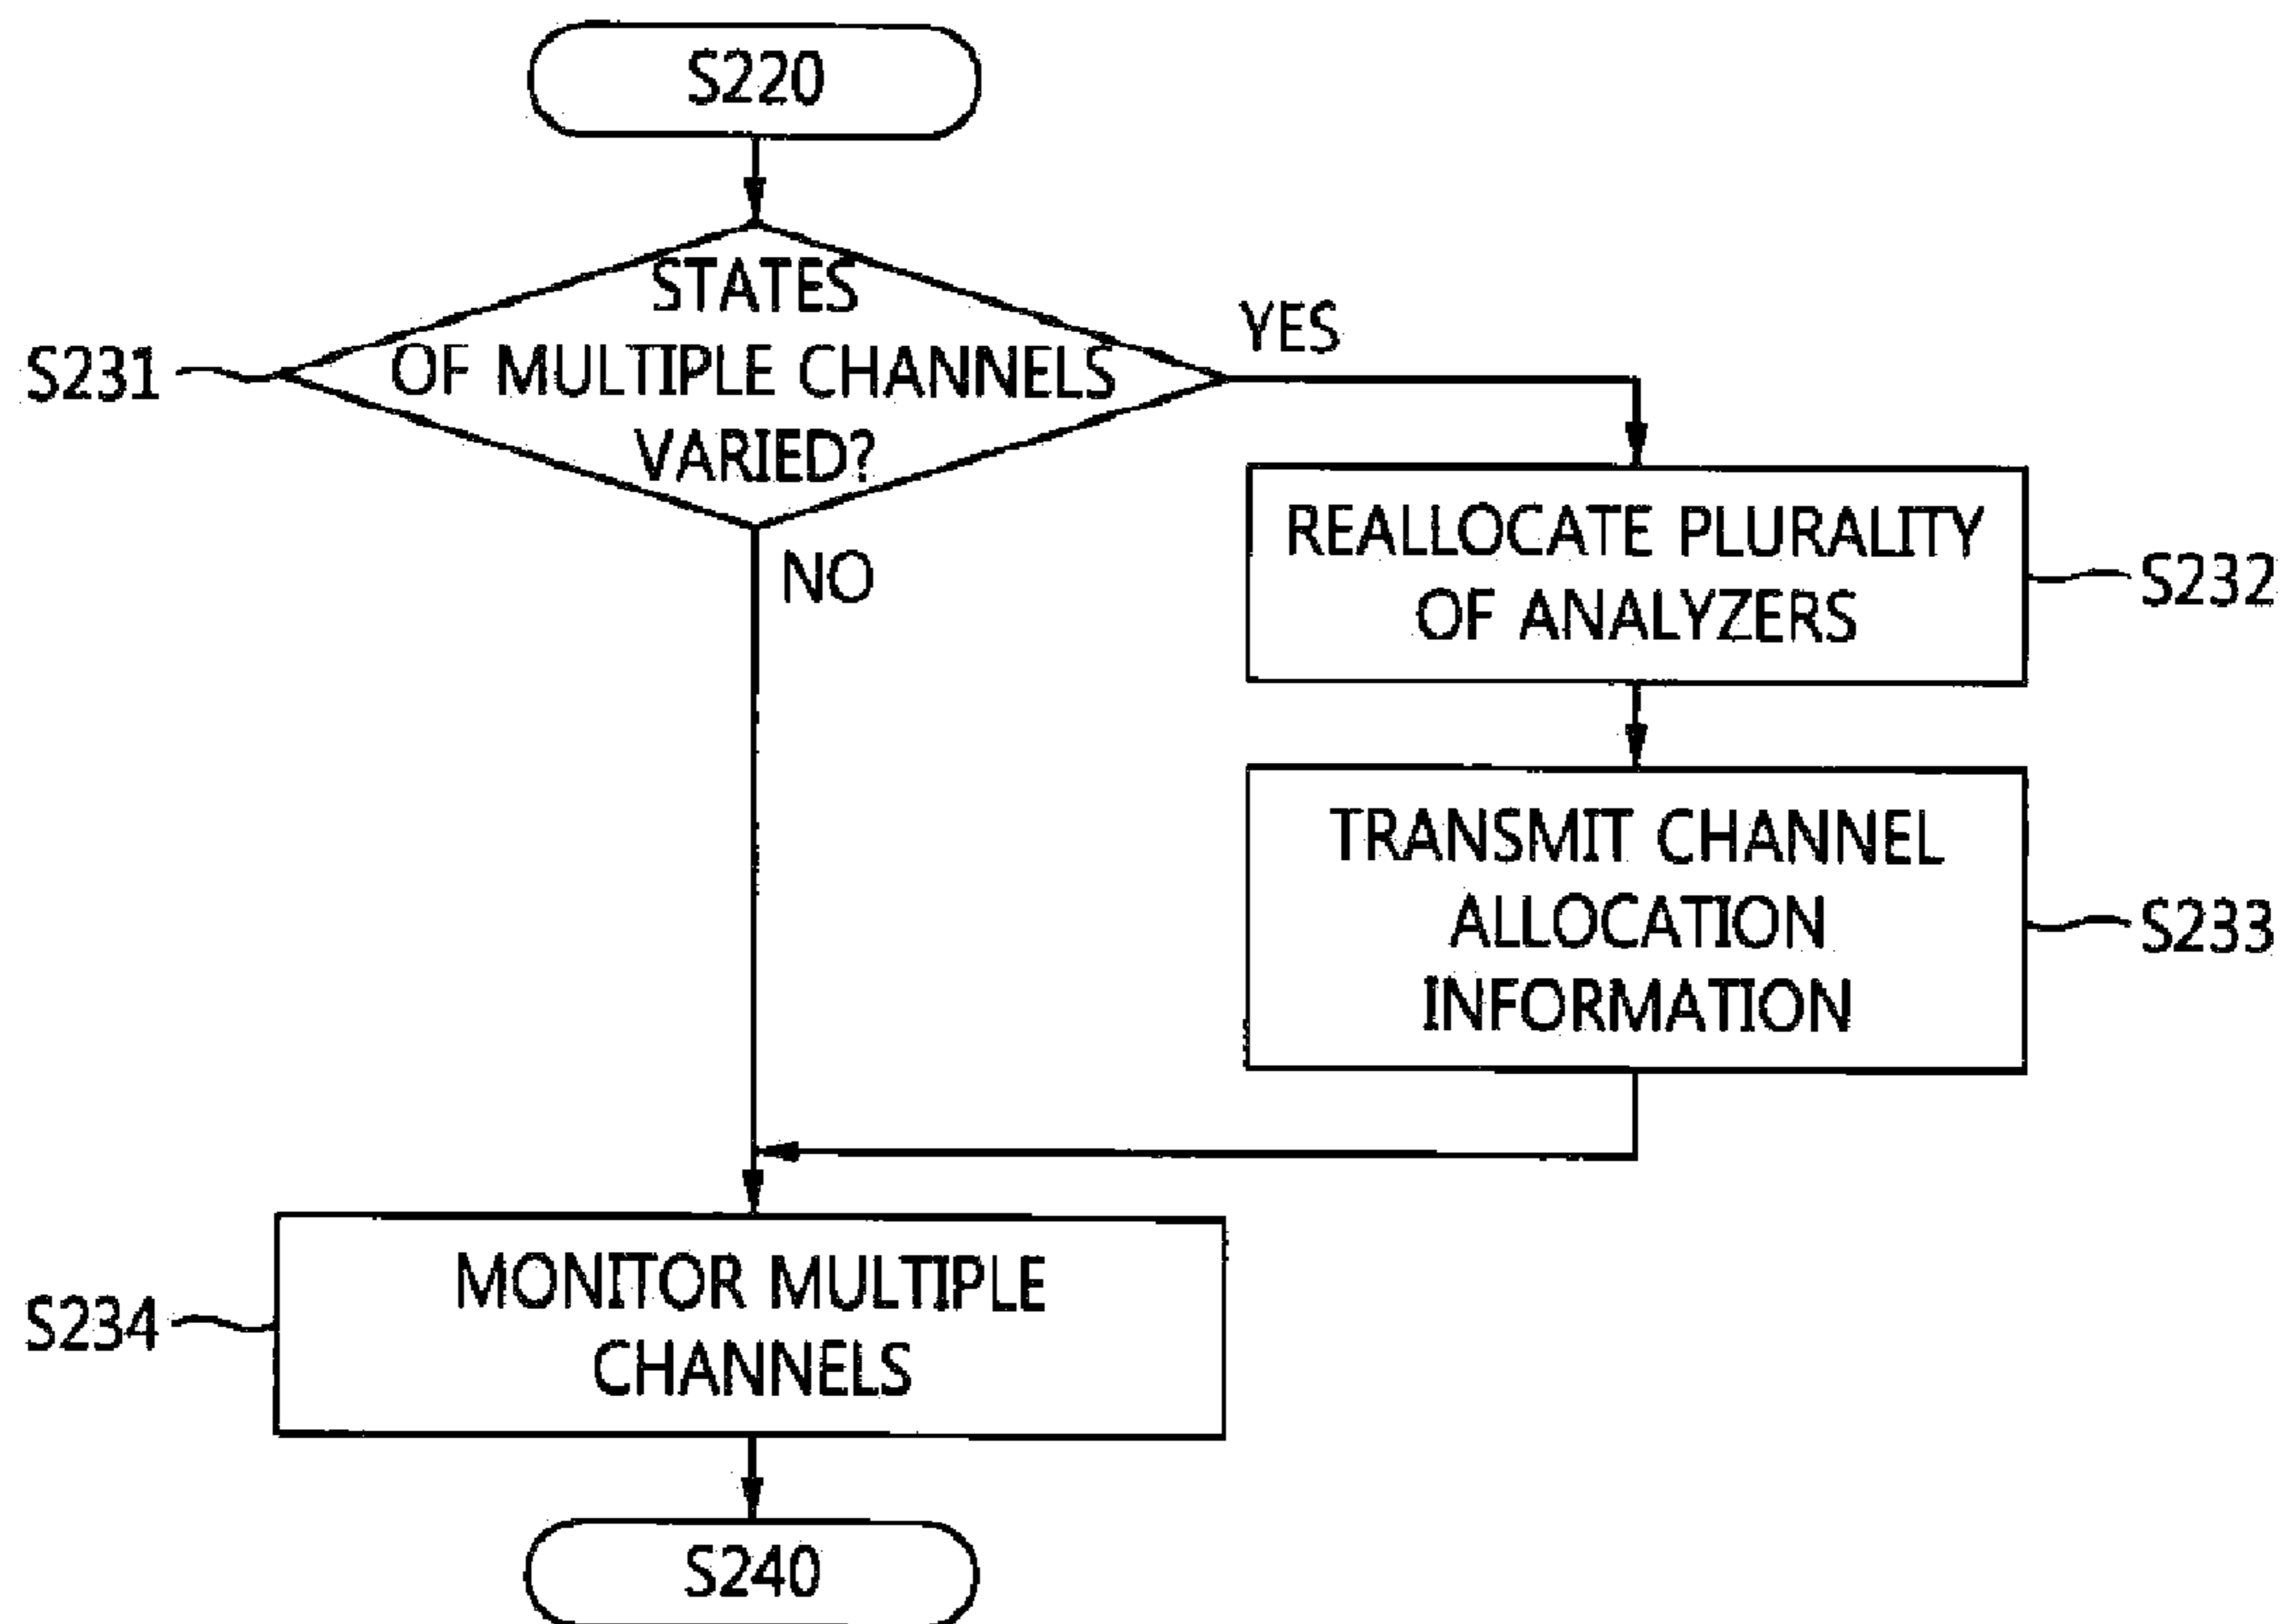 S220
STATES
OF MULTIPLE CHANNELS
VARIED?
S231
YES
NO
REALLOCATE PLURALITY
OF ANALYZERS
S232
TRANSMIT CHANNEL
ALLOCATION
INFORMATION
S233
MONITOR MULTIPLE
CHANNELS
S234
S240